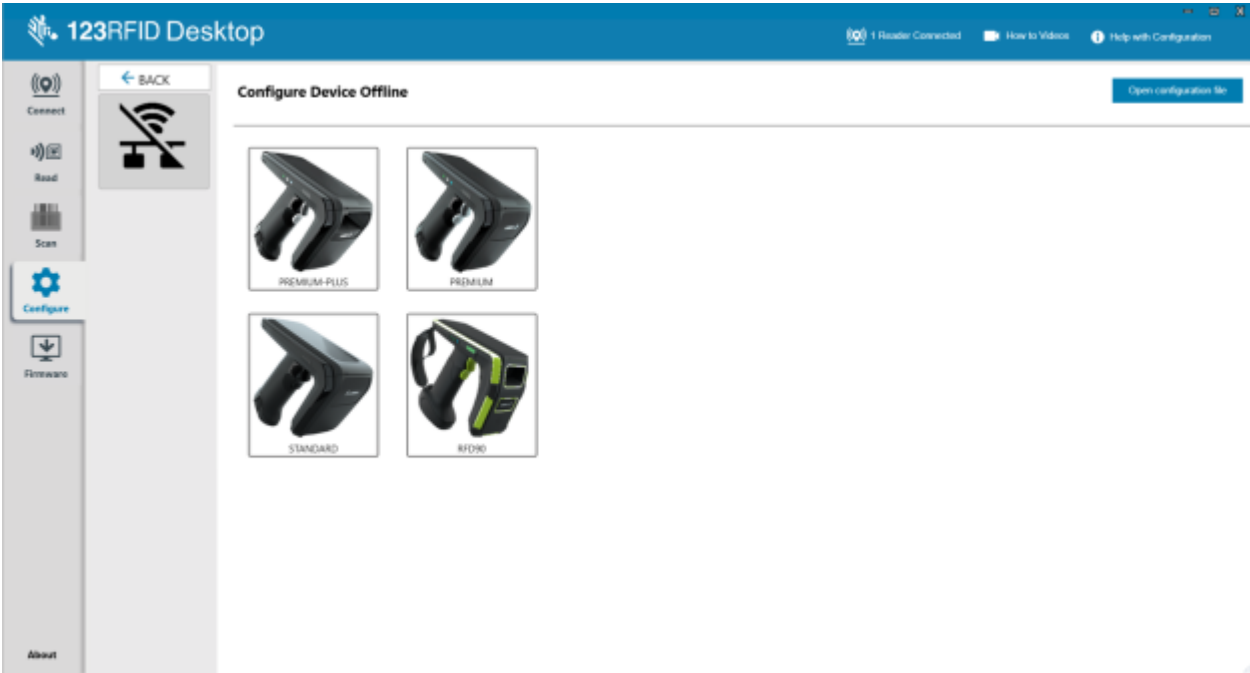 123RFID Desktop
1 Reader Connected
How to Videos
Help with Configuration
Connect
Read
Scan
Configure
Firmware
About
BACK
Configure Device Offline
Open configuration file
PREMIUM-PLUS
PREMIUM
STANDARD
RFD90